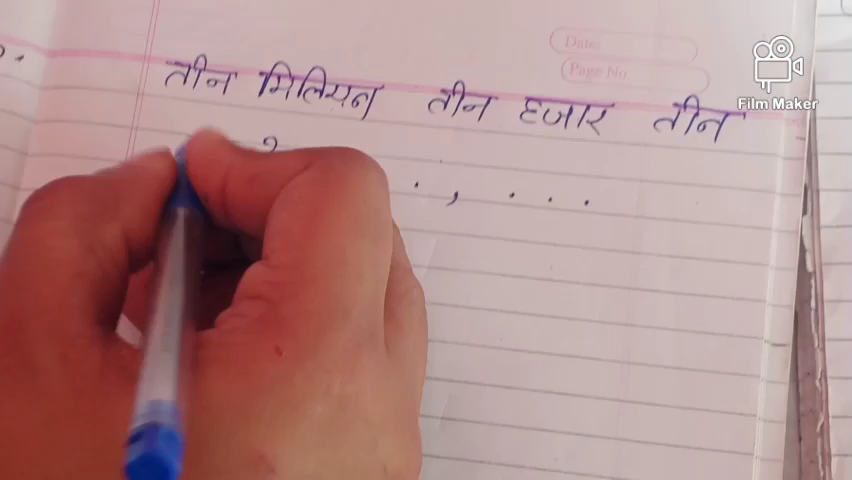 Date:
Page No.
Film Maker
तीन मिलियन तीन हजार तीन
. , . . .